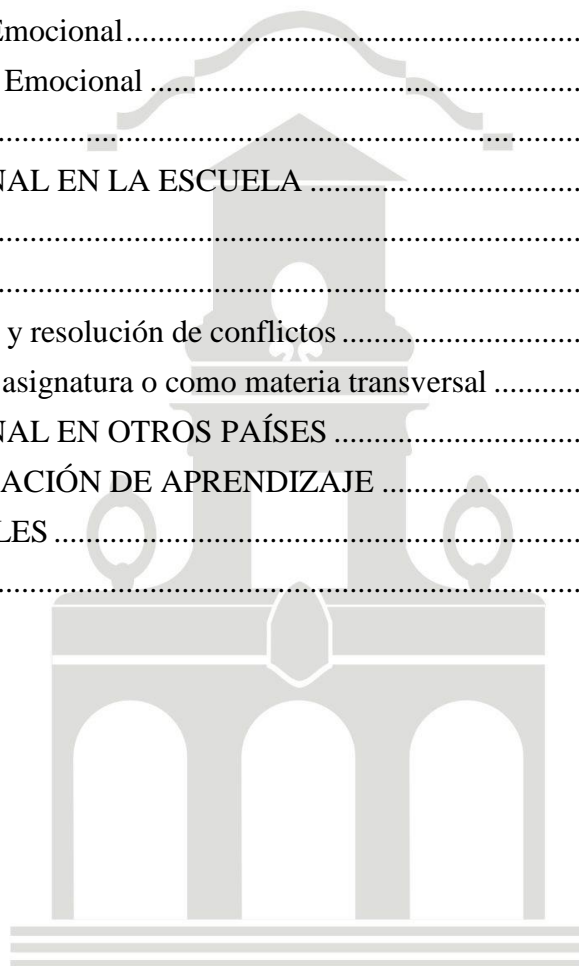 Emocional..........................................................
Emocional ......................................................
..........................................................................
NAL EN LA ESCUELA ..................................
..........................................................................
..........................................................................
y resolución de conflictos ..............................
asignatura o como materia transversal ...........
NAL EN OTROS PAÍSES ...............................
ACIÓN DE APRENDIZAJE .........................
LES ..................................................................
..........................................................................